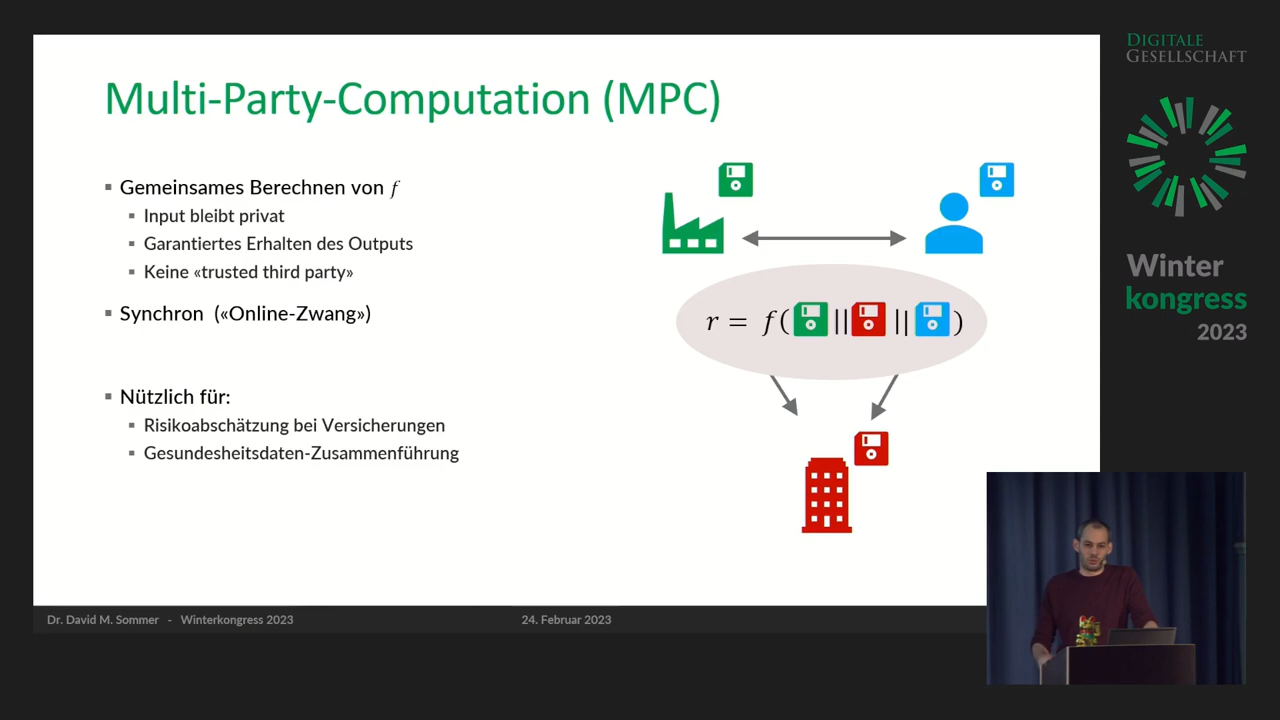 Multi-Party-Computation (MPC)
Gemeinsames Berechnen von f
Input bleibt privat
Garantiertes Erhalten des Outputs
Keine «trusted third party»
Synchron («Online-Zwang»)
Nützlich für:
Risikoabschätzung bei Versicherungen
Gesundesheitsdaten-Zusammenführung
r = f( || || )
Dr. David M. Sommer - Winterkongress 2023
24. Februar 2023
DIGITALE
GESELLSCHAFT
Winter
kongress
2023